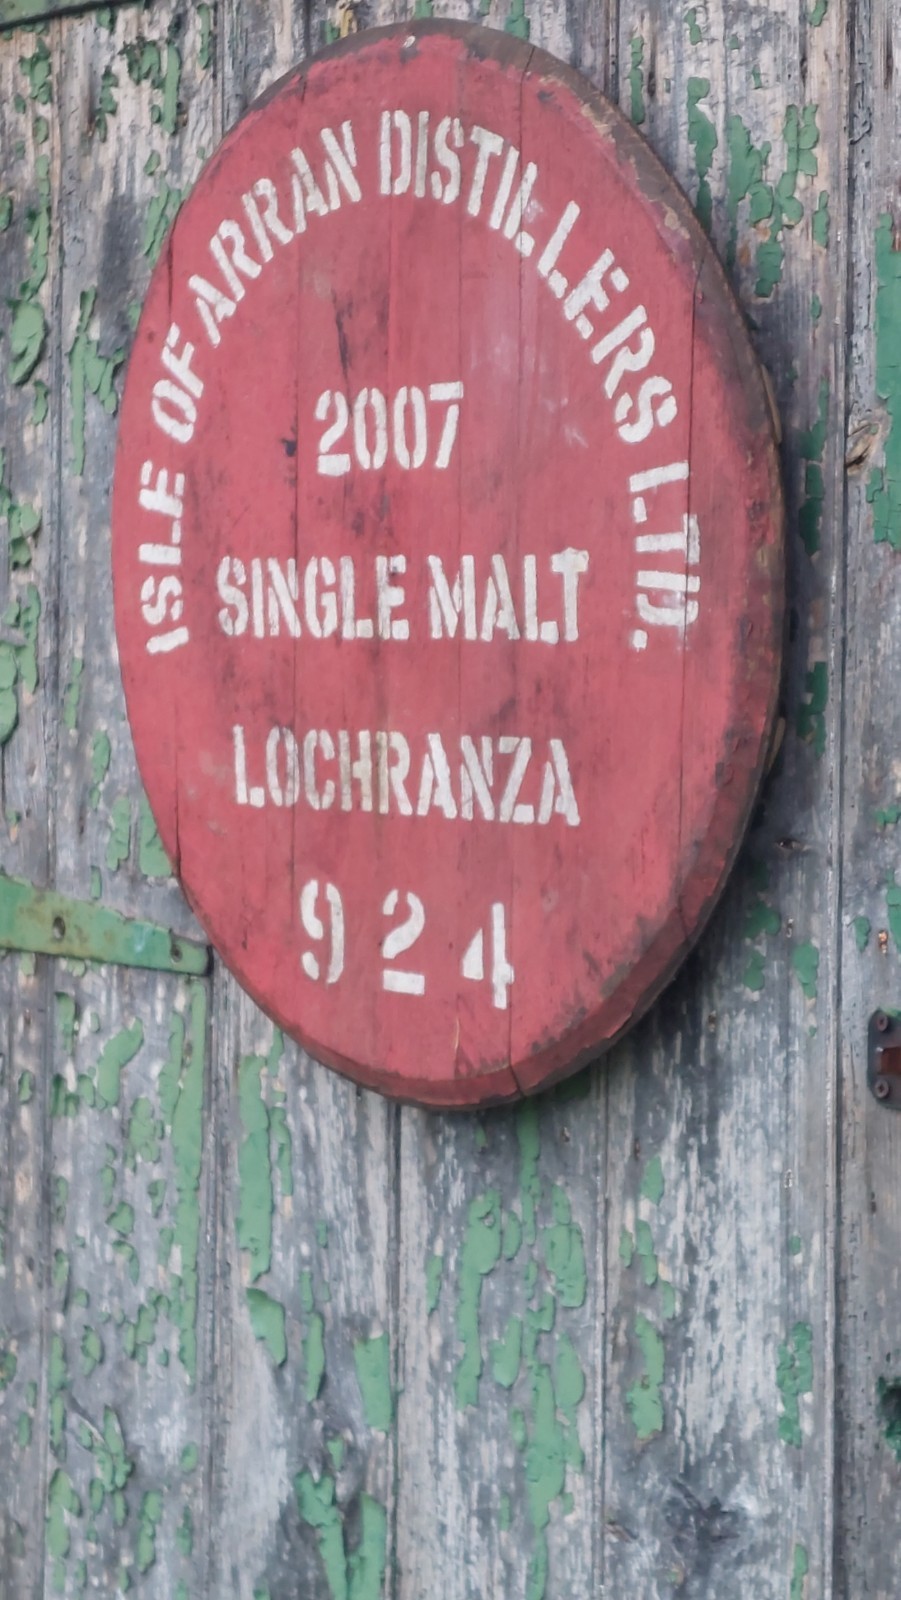 ISLE OF ARRAN DISTILLERS LTD.
2007
SINGLE MALT
LOCHRANZA
924